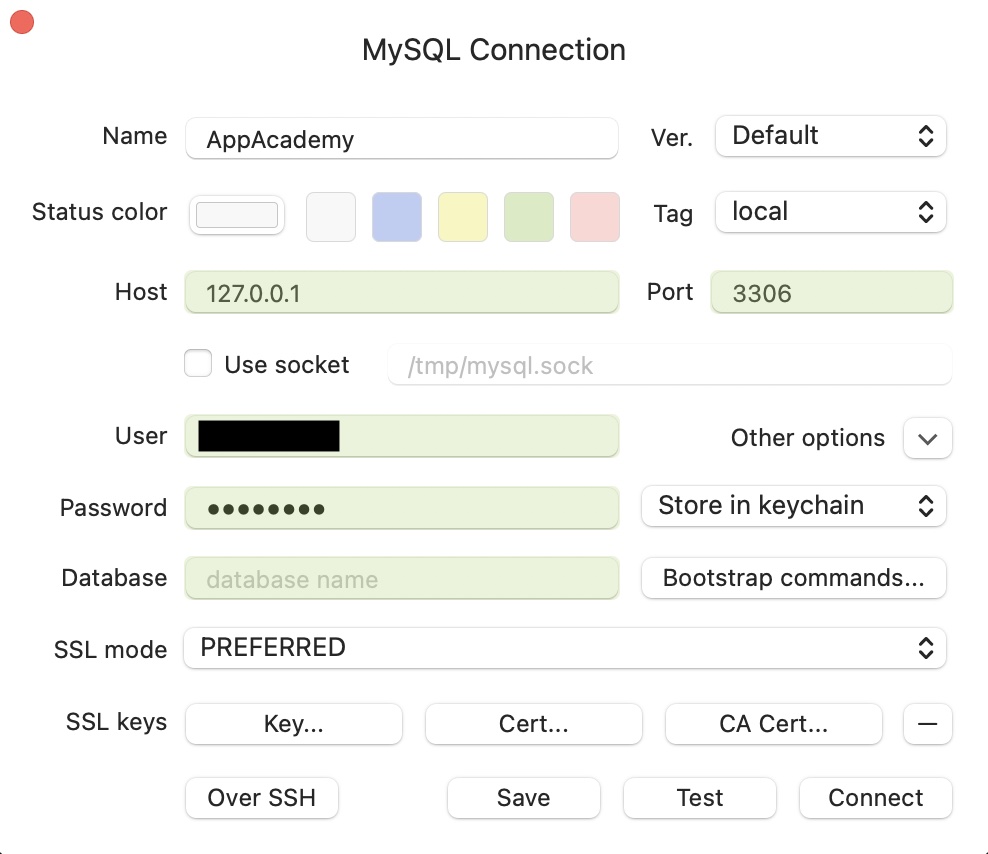 MySQL Connection
Name AppAcademy Ver. Default
Status color Tag local
Host 127.0.0.1 Port 3306
Use socket /tmp/mysql.sock
User Other options
Password •••••••• Store in keychain
Database database name Bootstrap commands...
SSL mode PREFERRED
SSL keys Key... Cert... CA Cert...
Over SSH Save Test Connect